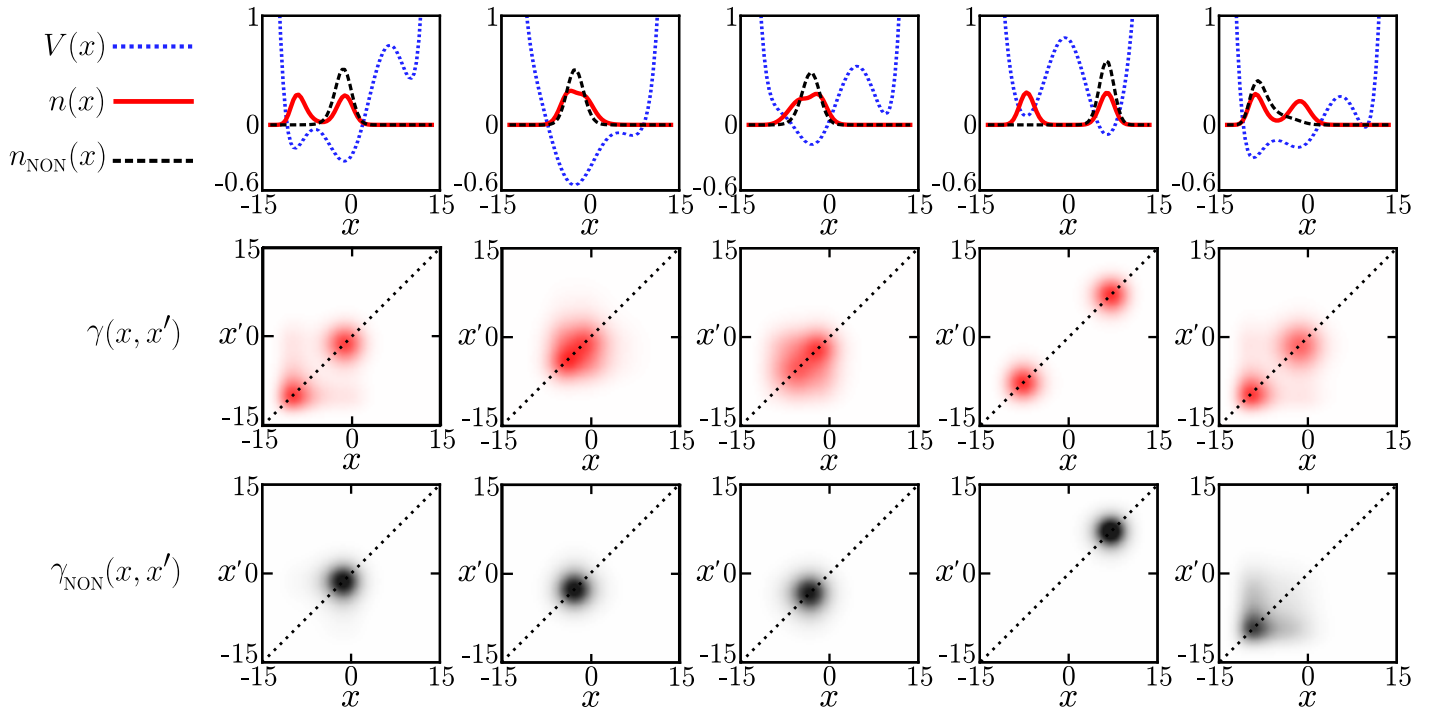 V(x)
n(x)
n_NON(x)
1 1 1 1 1
0 0 0 0 0
-0.6 -0.6 -0.6 -0.6 -0.6
-15 0 15 -15 0 15 -15 0 15 -15 0 15 -15 0 15
x x x x x
15 15 15 15 15
γ(x, x′) x′0 x′0 x′0 x′0 x′0
-15 -15 -15 -15 -15
-15 0 15 -15 0 15 -15 0 15 -15 0 15 -15 0 15
x x x x x
15 15 15 15 15
γ_NON(x, x′) x′0 x′0 x′0 x′0 x′0
-15 -15 -15 -15 -15
-15 0 15 -15 0 15 -15 0 15 -15 0 15 -15 0 15
x x x x x